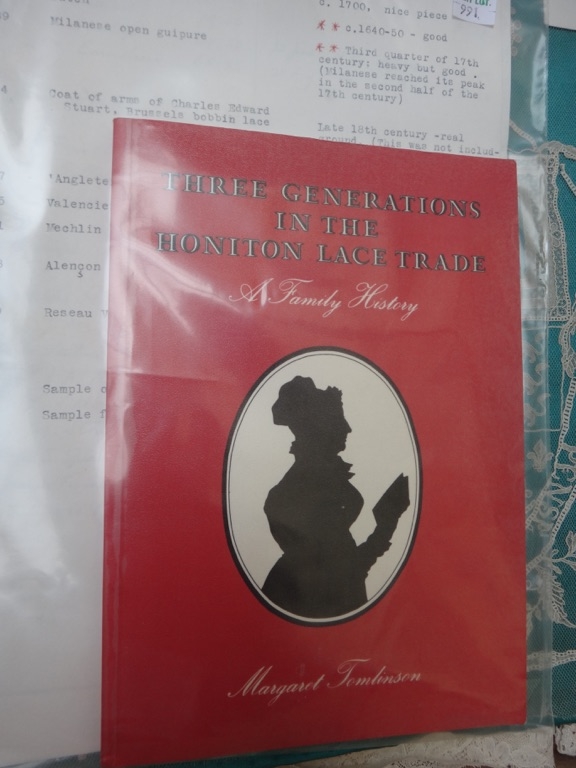 c. 1700, nice piece
991.
Milanese open guipure
** c.1640-50 - good
** Third quarter of 17th
century; heavy but good .
(Milanese reached its peak
in the second half of the
17th century)
Coat of arms of Charles Edward
Stuart, Brussels bobbin lace
Late 18th century -real
ground. (This was not includ-
'Anglete
Valencie
Mechlin
Alençon
Reseau
Sample
Sample
THREE GENERATIONS
IN THE
HONITON LACE TRADE
A Family History
Margaret Tomlinson